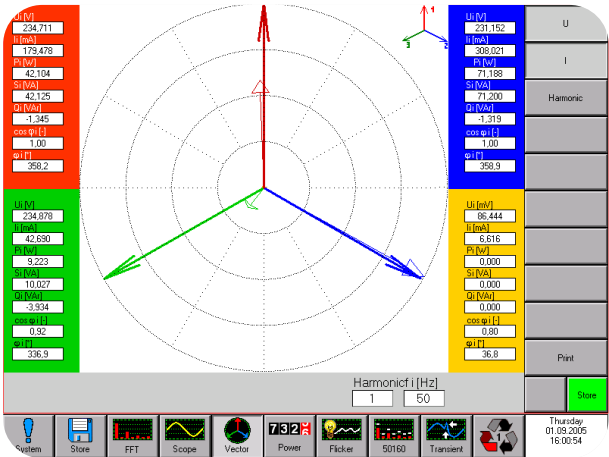 Ui [V]
234,711
Ii [mA]
179,478
Pi [W]
42,104
Si [VA]
42,125
Qi [VAr]
-1,345
cos φ i [-]
1,00
φ i [°]
358,2
1
2
3
Ui [V]
231,152
Ii [mA]
308,021
Pi [W]
71,188
Si [VA]
71,200
Qi [VAr]
-1,319
cos φ i [-]
1,00
φ i [°]
358,9
Ui [V]
234,878
Ii [mA]
42,690
Pi [W]
9,223
Si [VA]
10,027
Qi [VAr]
-3,934
cos φ i [-]
0,92
φ i [°]
336,9
Ui [mV]
86,444
Ii [mA]
6,616
Pi [W]
0,000
Si [VA]
0,000
Qi [VAr]
0,000
cos φ i [-]
0,80
φ i [°]
36,8
U
I
Harmonic
Print
Store
Harmonic f i [Hz]
1 50
System
Store
FFT
Scope
Vector
7328
Power
Flicker
50160
Transient
1
Thursday
01.09.2005
16:00:54